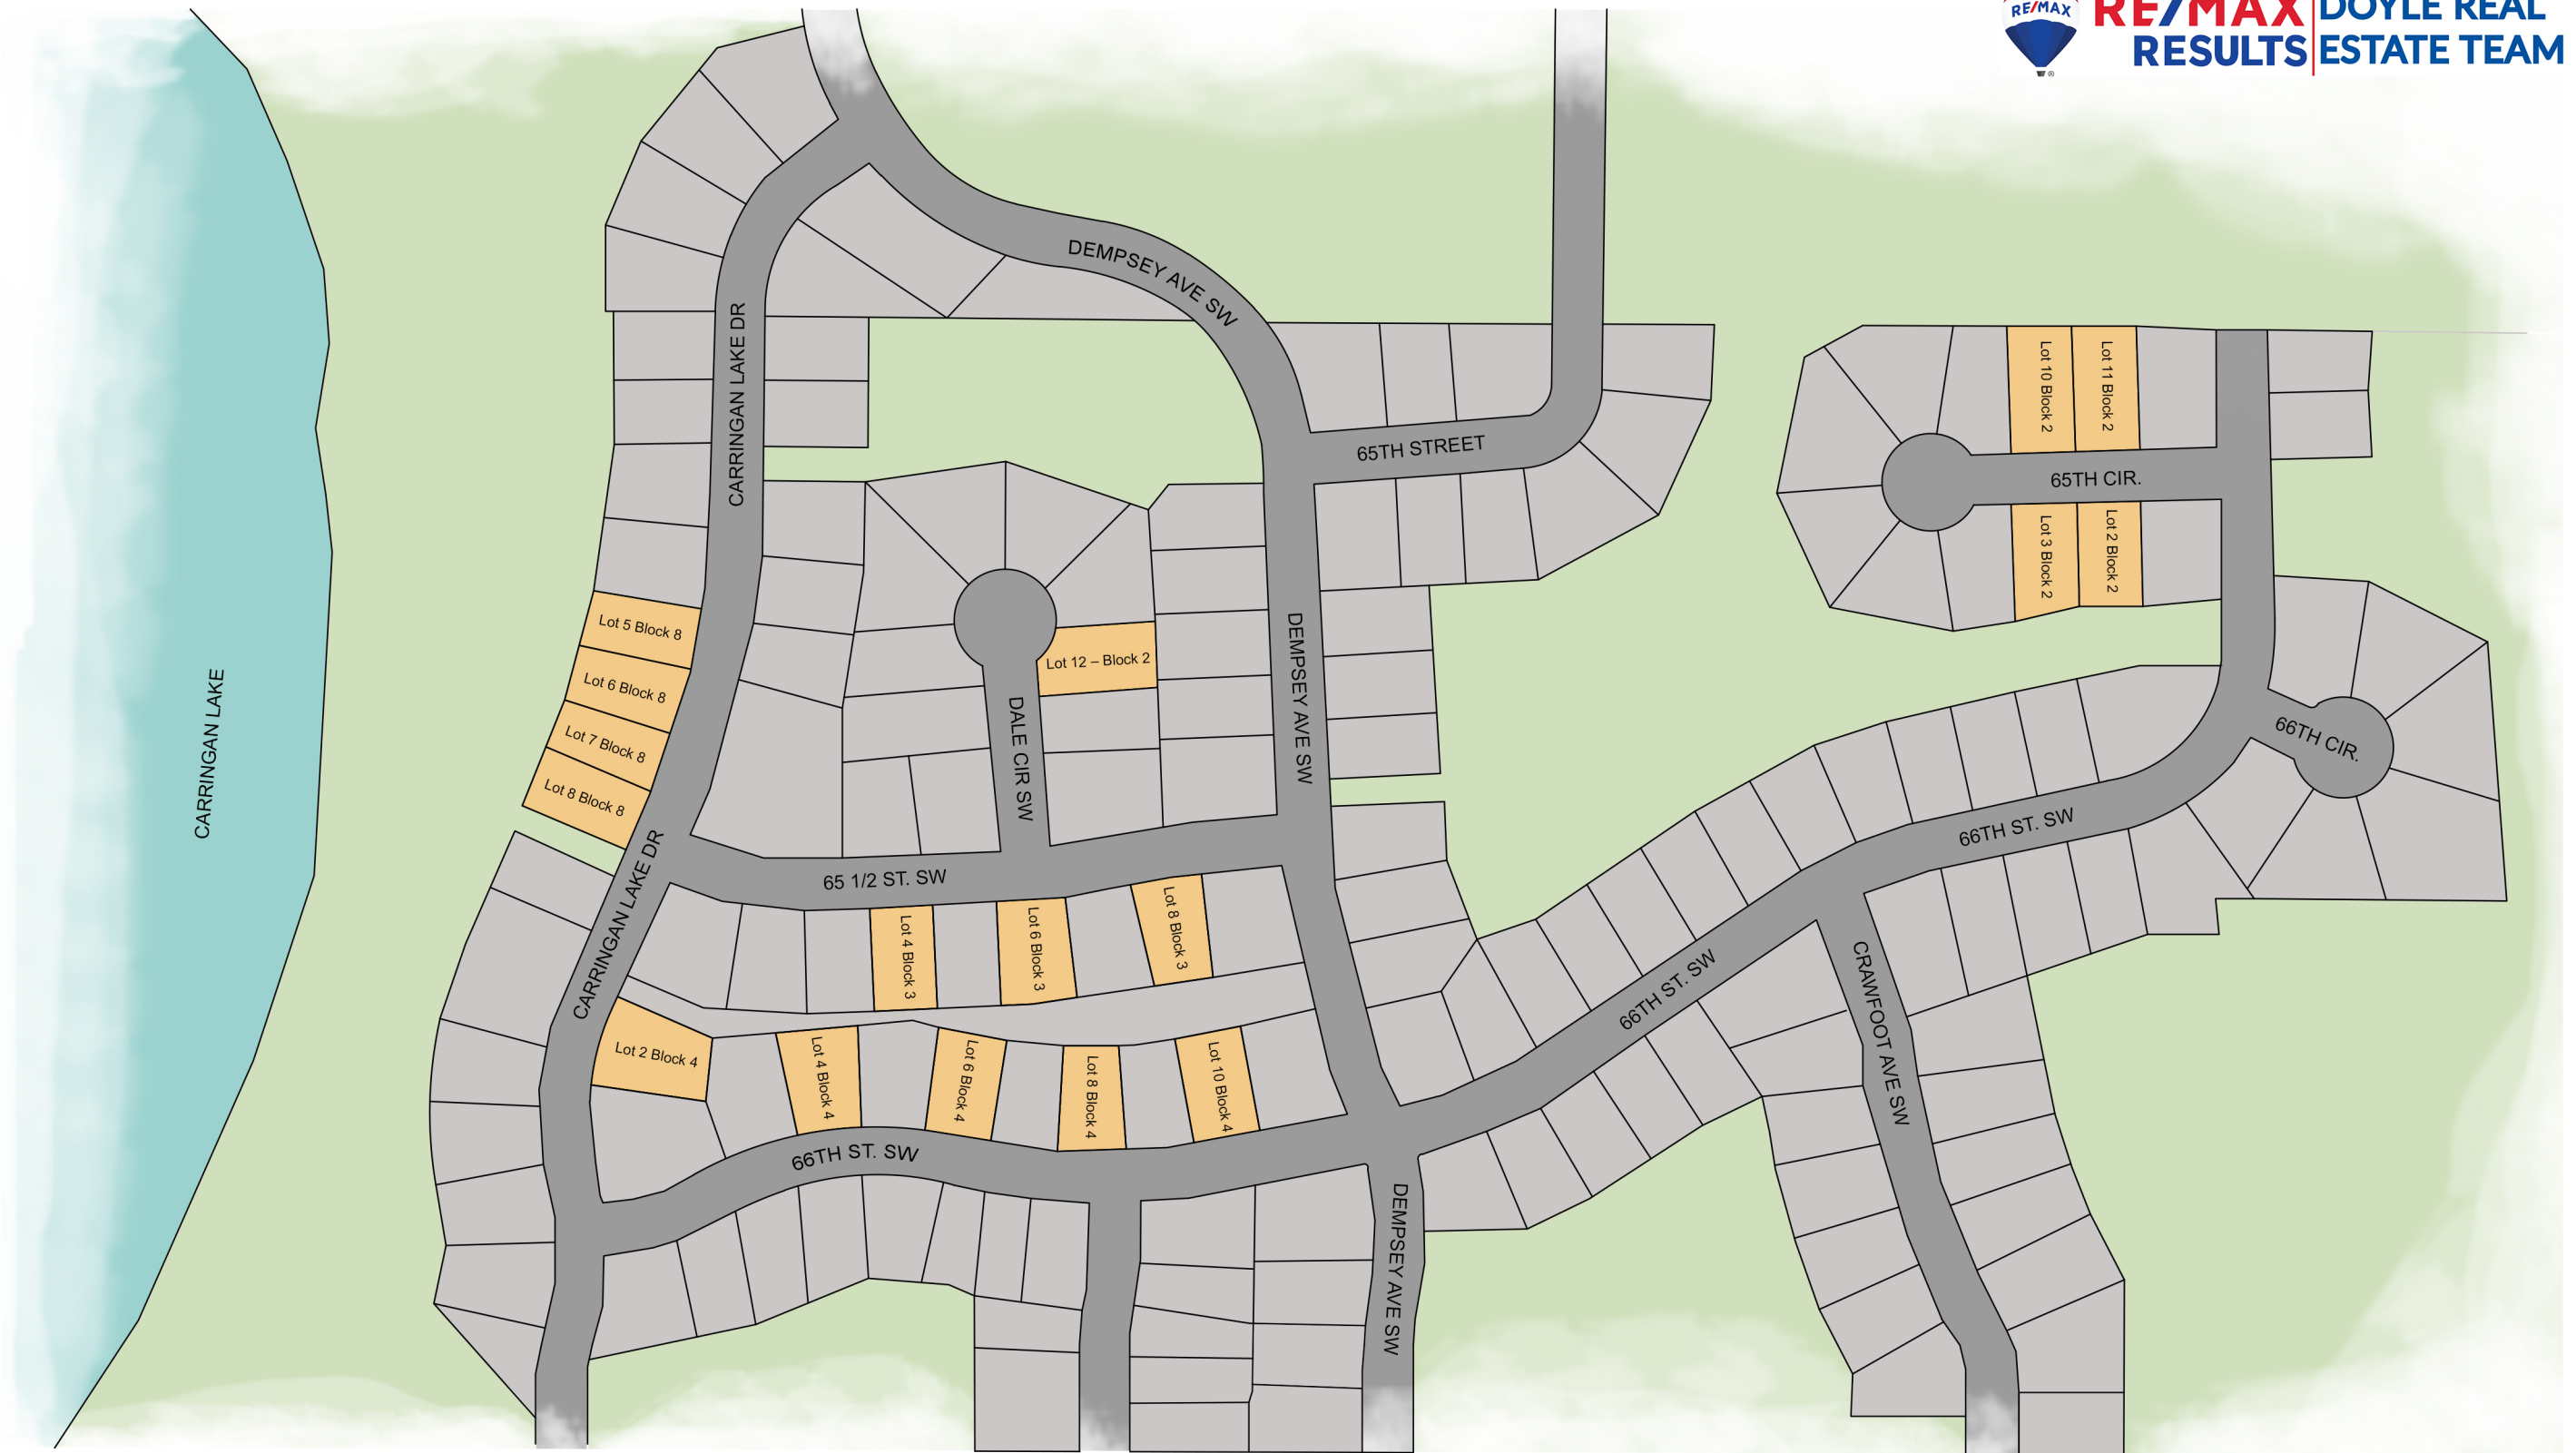 RE/MAX
RE/MAX
RESULTS
DOYLE REAL
ESTATE TEAM
DEMPSEY AVE SW
CARRINGAN LAKE DR
65TH STREET
Lot 10 Block 2
Lot 11 Block 2
65TH CIR.
Lot 3 Block 2
Lot 2 Block 2
Lot 5 Block 8
Lot 6 Block 8
Lot 7 Block 8
Lot 8 Block 8
CARRINGAN LAKE
Lot 12 – Block 2
DALE CIR SW
DEMPSEY AVE SW
66TH CIR.
66TH ST. SW
65 1/2 ST. SW
CARRINGAN LAKE DR
Lot 4 Block 3
Lot 6 Block 3
Lot 8 Block 3
66TH ST. SW
CRAWFOOT AVE SW
Lot 2 Block 4
Lot 4 Block 4
Lot 6 Block 4
Lot 8 Block 4
Lot 10 Block 4
66TH ST. SW
DEMPSEY AVE SW